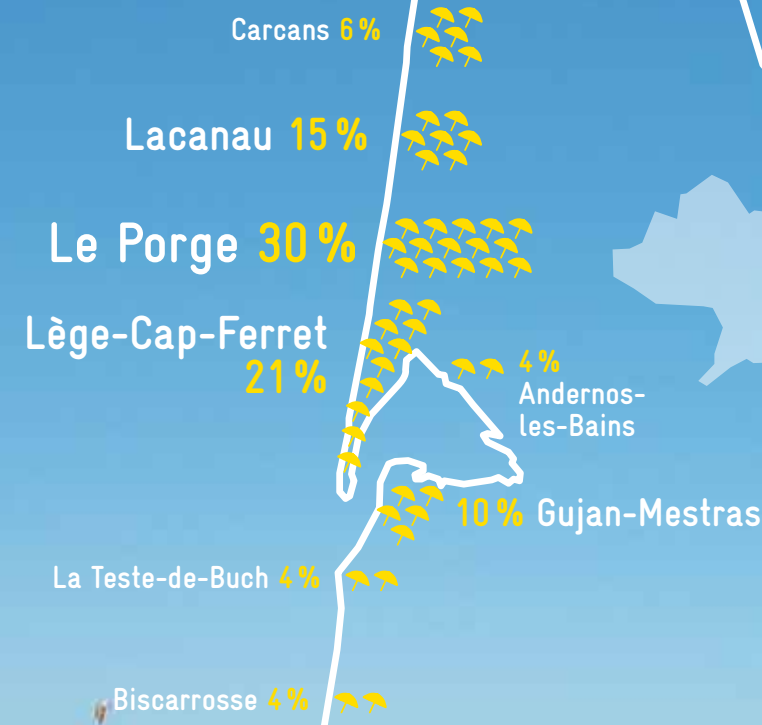 Carcans 6 %
Lacanau 15 %
Le Porge 30 %
Lège-Cap-Ferret
21 %
4 %
Andernos-
les-Bains
10 % Gujan-Mestras
La Teste-de-Buch 4 %
Biscarrosse 4 %